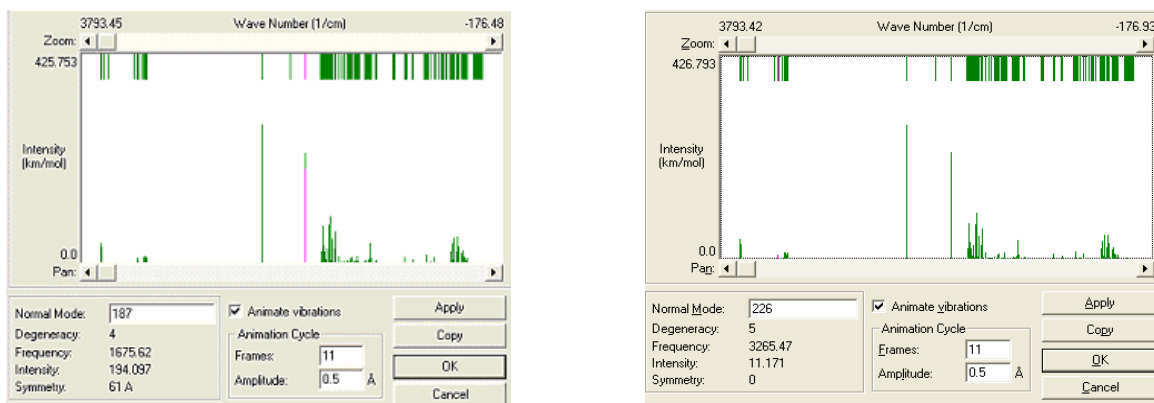 3793.45 Wave Number (1/cm) -176.48
Zoom:
425.753
Intensity
(km/mol)
0.0
Pan:
Normal Mode: 187
Degeneracy: 4
Frequency: 1675.62
Intensity: 194.097
Symmetry: 61 A
Animate vibrations
Animation Cycle
Frames: 11
Amplitude: 0.5 Å
Apply
Copy
OK
Cancel
3793.42 Wave Number (1/cm) -176.93
Zoom:
426.793
Intensity
(km/mol)
0.0
Pan:
Normal Mode: 226
Degeneracy: 5
Frequency: 3265.47
Intensity: 11.171
Symmetry: 0
Animate vibrations
Animation Cycle
Frames: 11
Amplitude: 0.5 Å
Apply
Copy
OK
Cancel